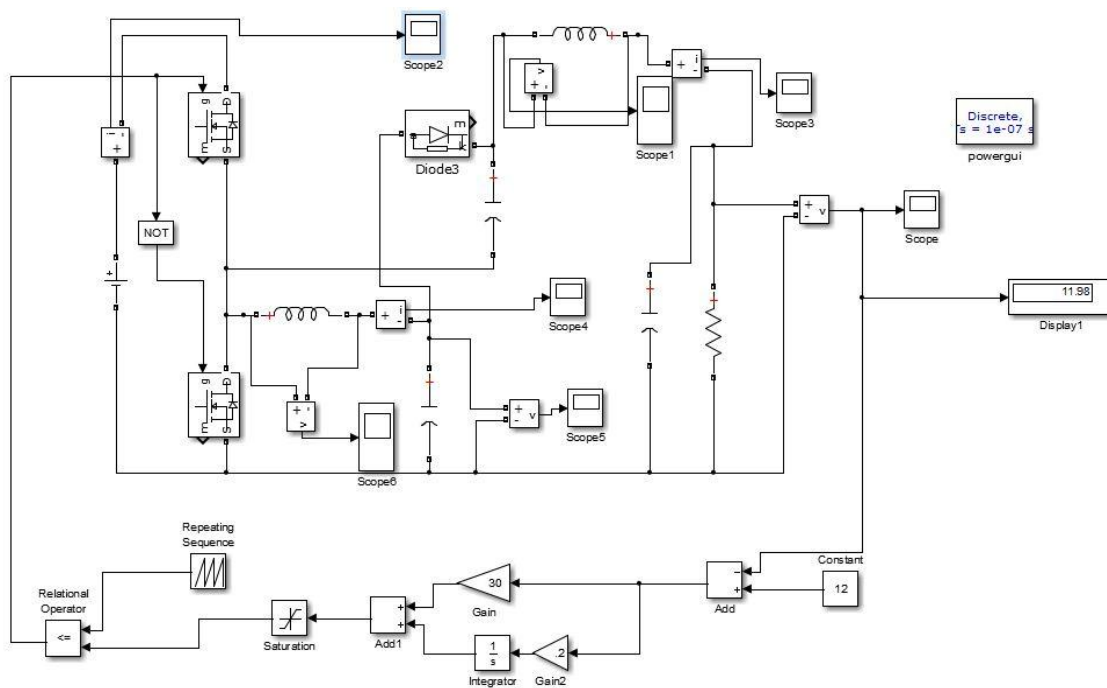 Scope2
i
- +
g
D
m
S
NOT
+
g
D
m
S
m
a
k
Diode3
v
+ -
Scope1
+ i
-
Scope3
Discrete,
Ts = 1e-07 s
powergui
+
- v
Scope
11.98
Display1
+ i
-
Scope4
+ -
v
Scope6
+
- v
Scope5
Repeating
Sequence
Relational
Operator
<=
Saturation
+
+
Add1
30
Gain
1
s
Integrator
.2
Gain2
-
+
Add
Constant
12